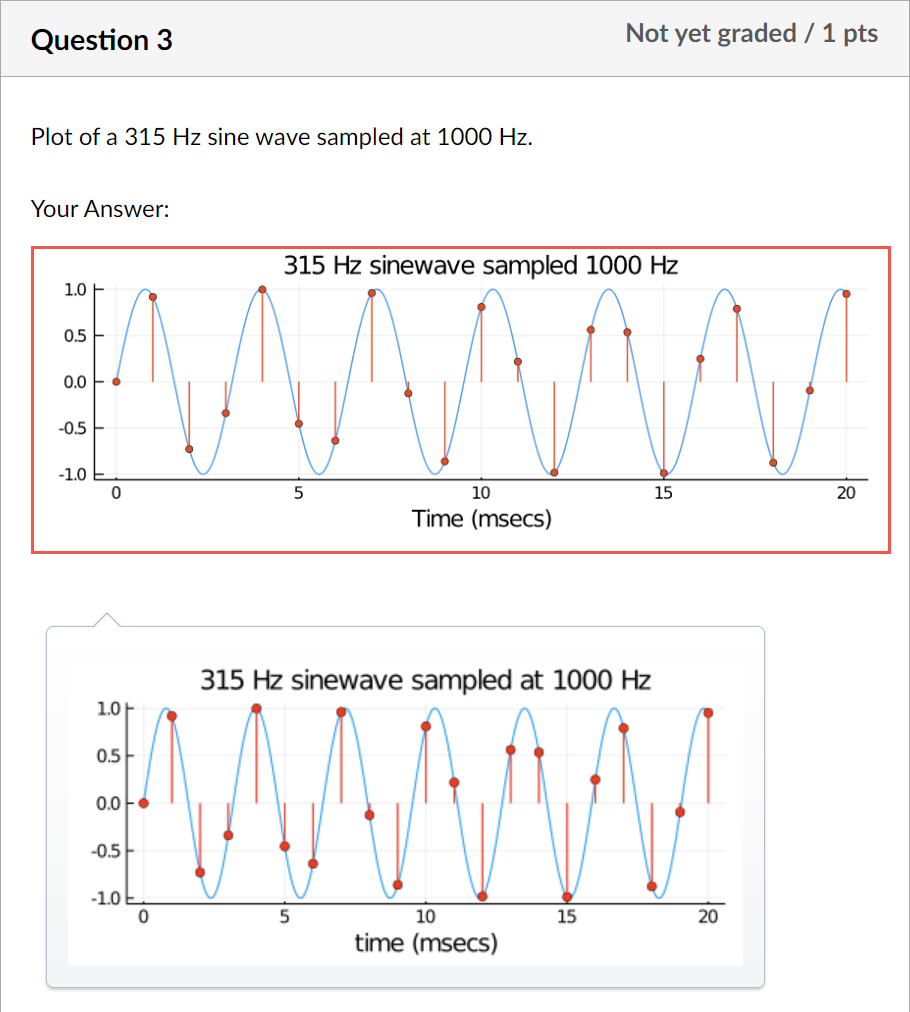 Question 3
Not yet graded / 1 pts
Plot of a 315 Hz sine wave sampled at 1000 Hz.
Your Answer:
315 Hz sinewave sampled 1000 Hz
1.0
0.5
0.0
-0.5
-1.0
0 5 10 15 20
Time (msecs)
315 Hz sinewave sampled at 1000 Hz
1.0
0.5
0.0
-0.5
-1.0
0 5 10 15 20
time (msecs)